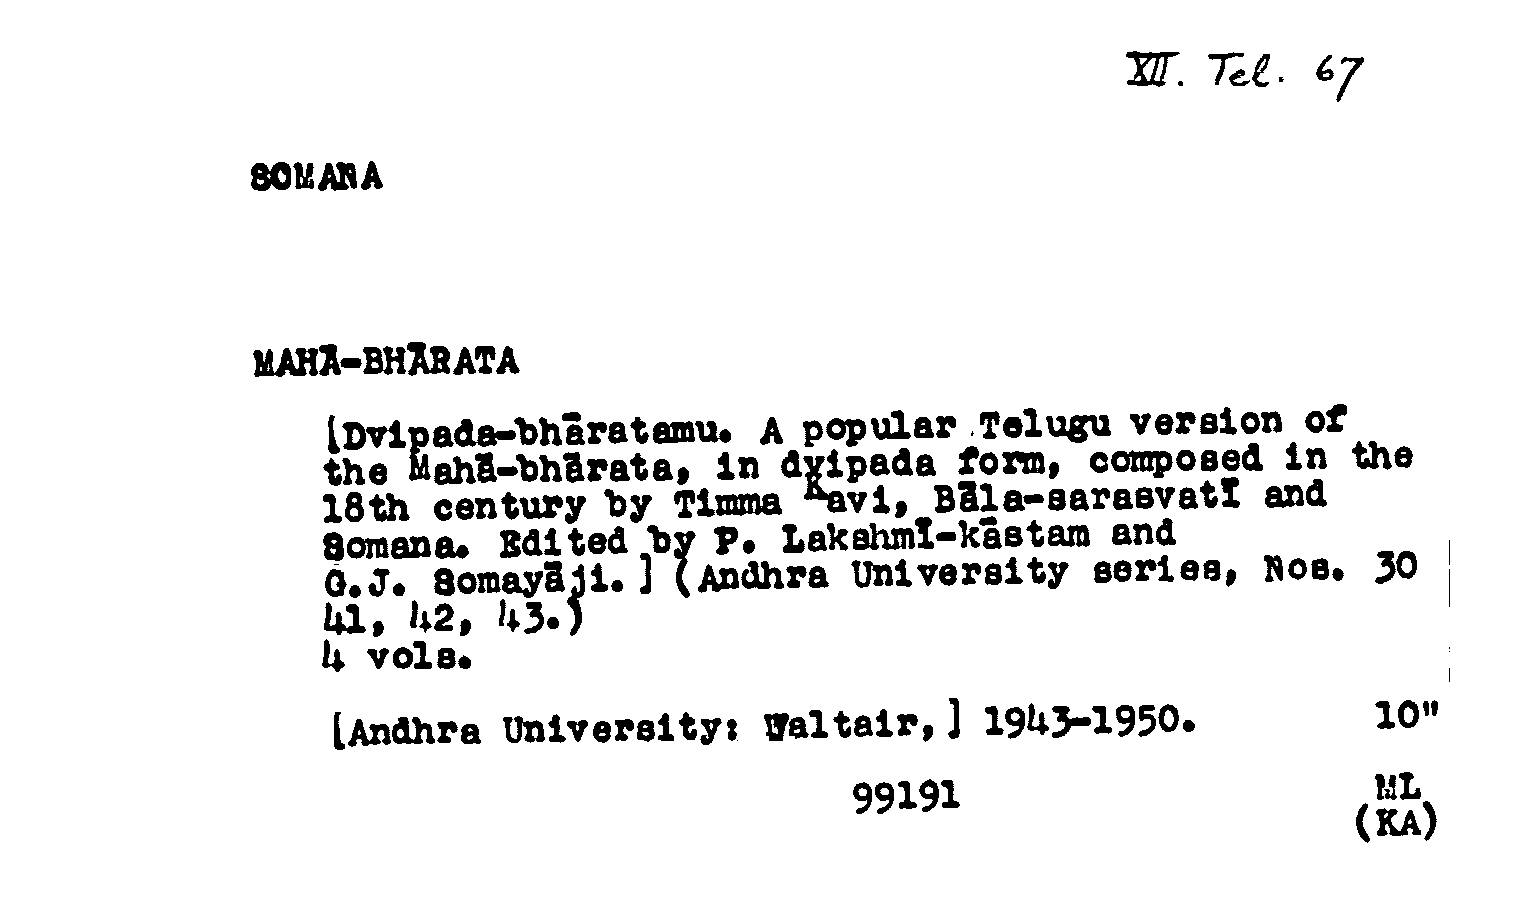 XII. Tel. 67
SOMANA
MAHĀ-BHĀRATA
[Dvipada-bhāratamu. A popular Telugu version of
the Mahā-bhārata, in dvipada form, composed in the
18th century by Timma Kavi, Bāla-sarasvatī and
Somana. Edited by P. Lakshmī-kāstam and
G.J. Somayāji.] (Andhra University series, Nos. 30
41, 42, 43.)
4 vols.
[Andhra University: Waltair,] 1943-1950. 10"
99191 ML
(KA)